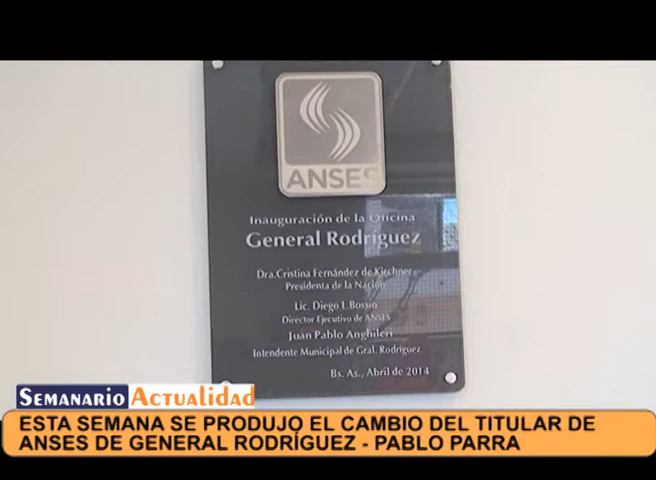 ANSES
Inauguración de la Oficina
General Rodríguez
Dra.Cristina Fernández de Kirchner
Presidenta de la Nación
Lic. Diego L.Bossio
Director Ejecutivo de ANSES
Juan Pablo Anghileri
Intendente Municipal de Gral. Rodríguez
Bs. As., Abril de 2014
SEMANARIO ACTUALIDAD
ESTA SEMANA SE PRODUJO EL CAMBIO DEL TITULAR DE
ANSES DE GENERAL RODRÍGUEZ - PABLO PARRA